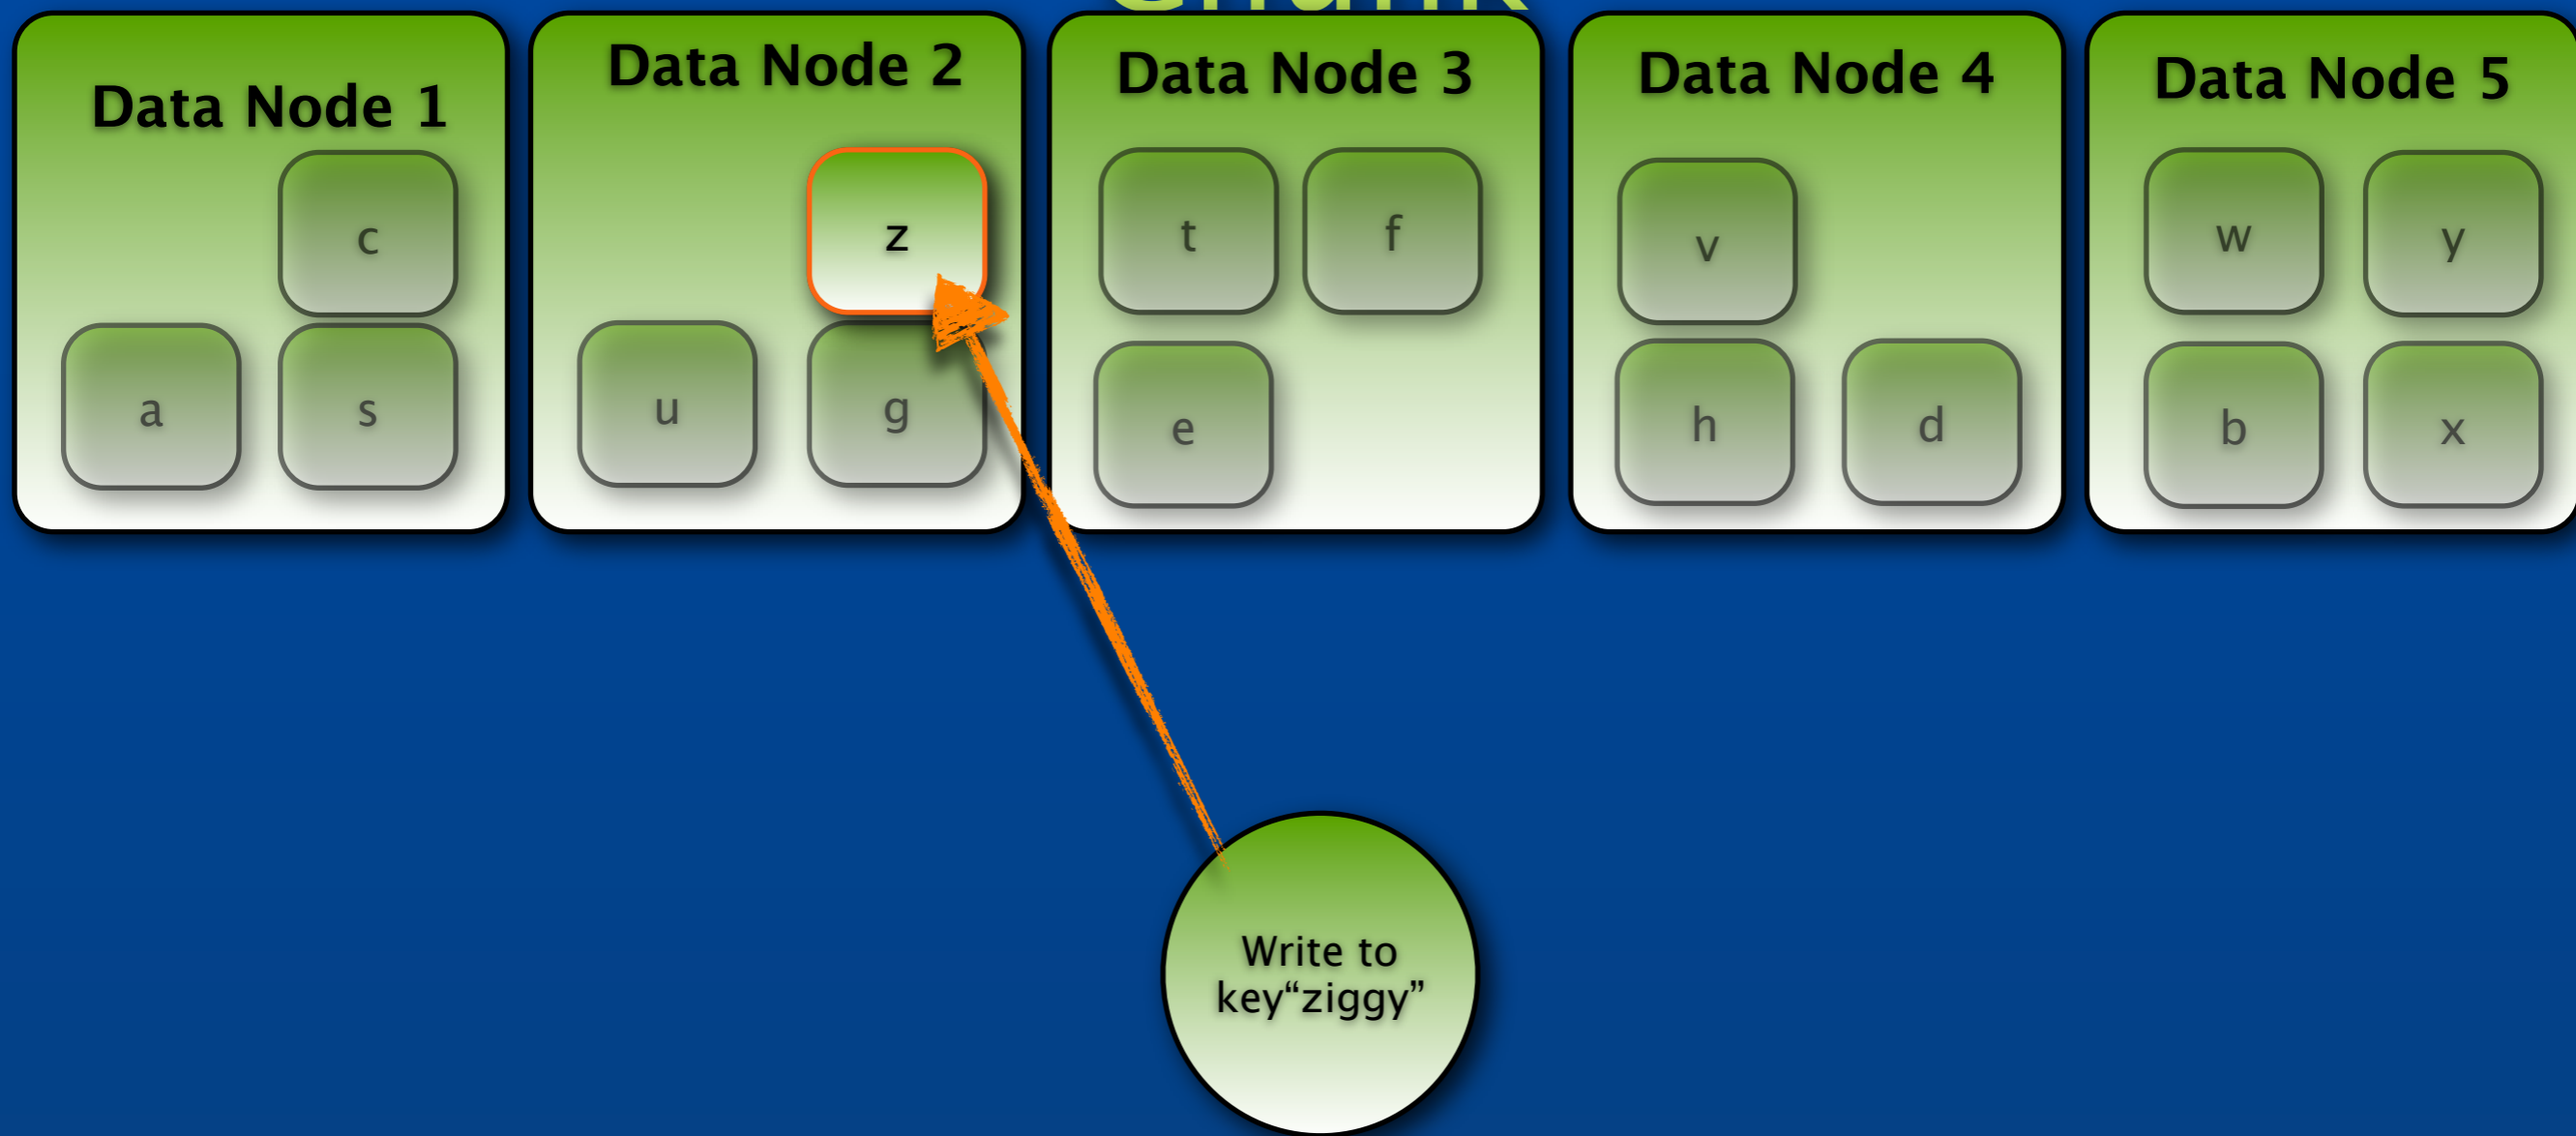 Data Node 1
Data Node 2
Data Node 3
Data Node 4
Data Node 5
c
z
t
f
v
w
y
a
s
u
g
e
h
d
b
x
Write to
key“ziggy”